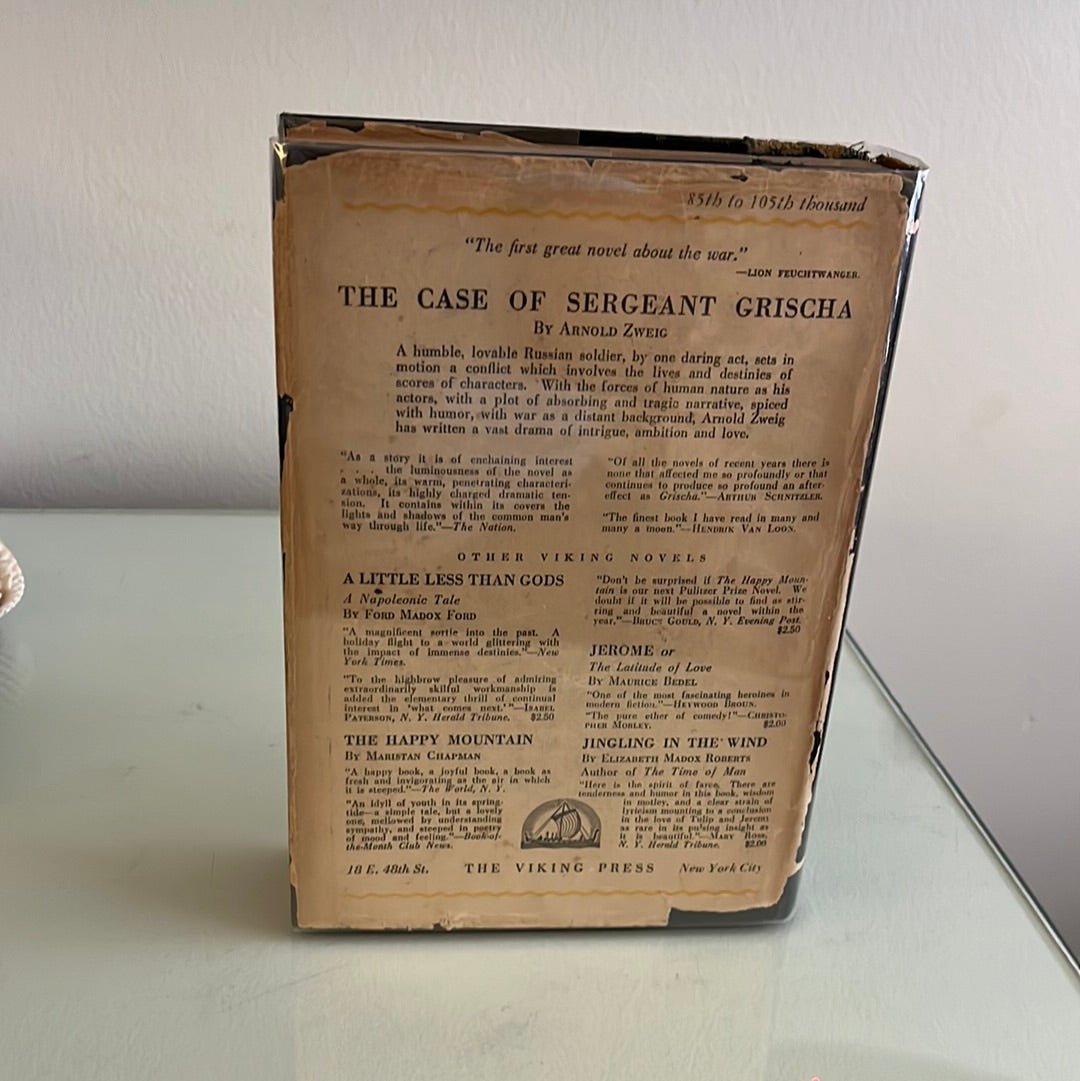 85th to 105th thousand
"The first great novel about the war."
—LION FEUCHTWANGER.
THE CASE OF SERGEANT GRISCHA
BY ARNOLD ZWEIG
A humble, lovable Russian soldier, by one daring act, sets in
motion a conflict which involves the lives and destinies of
scores of characters. With the forces of human nature as his
actors, with a plot of absorbing and tragic narrative, spiced
with humor, with war as a distant background, Arnold Zweig
has written a vast drama of intrigue, ambition and love.
"As a story it is of enchaining interest
. . . the luminousness of the novel as
a whole, its warm, penetrating characteri-
zations, its highly charged dramatic ten-
sion. It contains within its covers the
lights and shadows of the common man's
way through life."—The Nation.
"Of all the novels of recent years there is
none that affected me so profoundly or that
continues to produce so profound an after-
effect as Grischa."—ARTHUR SCHNITZLER.
"The finest book I have read in many and
many a moon."—HENDRIK VAN LOON.
OTHER VIKING NOVELS
A LITTLE LESS THAN GODS
A Napoleonic Tale
BY FORD MADOX FORD
"A magnificent sortie into the past. A
holiday flight to a world glittering with
the impact of immense destinies."—New
York Times.
"To the highbrow pleasure of admiring
extraordinarily skilful workmanship is
added the elementary thrill of continual
interest in 'what comes next.'"—ISABEL
PATERSON, N. Y. Herald Tribune. $2.50
THE HAPPY MOUNTAIN
BY MARISTAN CHAPMAN
"A happy book, a joyful book, a book as
fresh and invigorating as the air in which
it is steeped."—The World, N. Y.
"An idyll of youth in its spring-
tide—a simple tale, but a lovely
one, mellowed by understanding
sympathy, and steeped in poetry
of mood and feeling."—Book-of-
the-Month Club News.
"Don't be surprised if The Happy Moun-
tain is our next Pulitzer Prize Novel. We
doubt if it will be possible to find as stir-
ring and beautiful a novel within the
year."—BRUCE GOULD, N. Y. Evening Post.
$2.50
JEROME or
The Latitude of Love
BY MAURICE BEDEL
"One of the most fascinating heroines in
modern fiction."—HEYWOOD BROUN.
"The pure ether of comedy!"—CHRISTO-
PHER MORLEY. $2.00
JINGLING IN THE WIND
BY ELIZABETH MADOX ROBERTS
Author of The Time of Man
"Here is the spirit of farce. There are
tenderness and humor in this book, wisdom
in motley, and a clear strain of
lyricism mounting to a conclusion
in the love of Tulip and Jeremy
as rare in its pulsing insight as
it is beautiful."—MARY ROSS,
N. Y. Herald Tribune. $2.00
18 E. 48th St. THE VIKING PRESS New York City